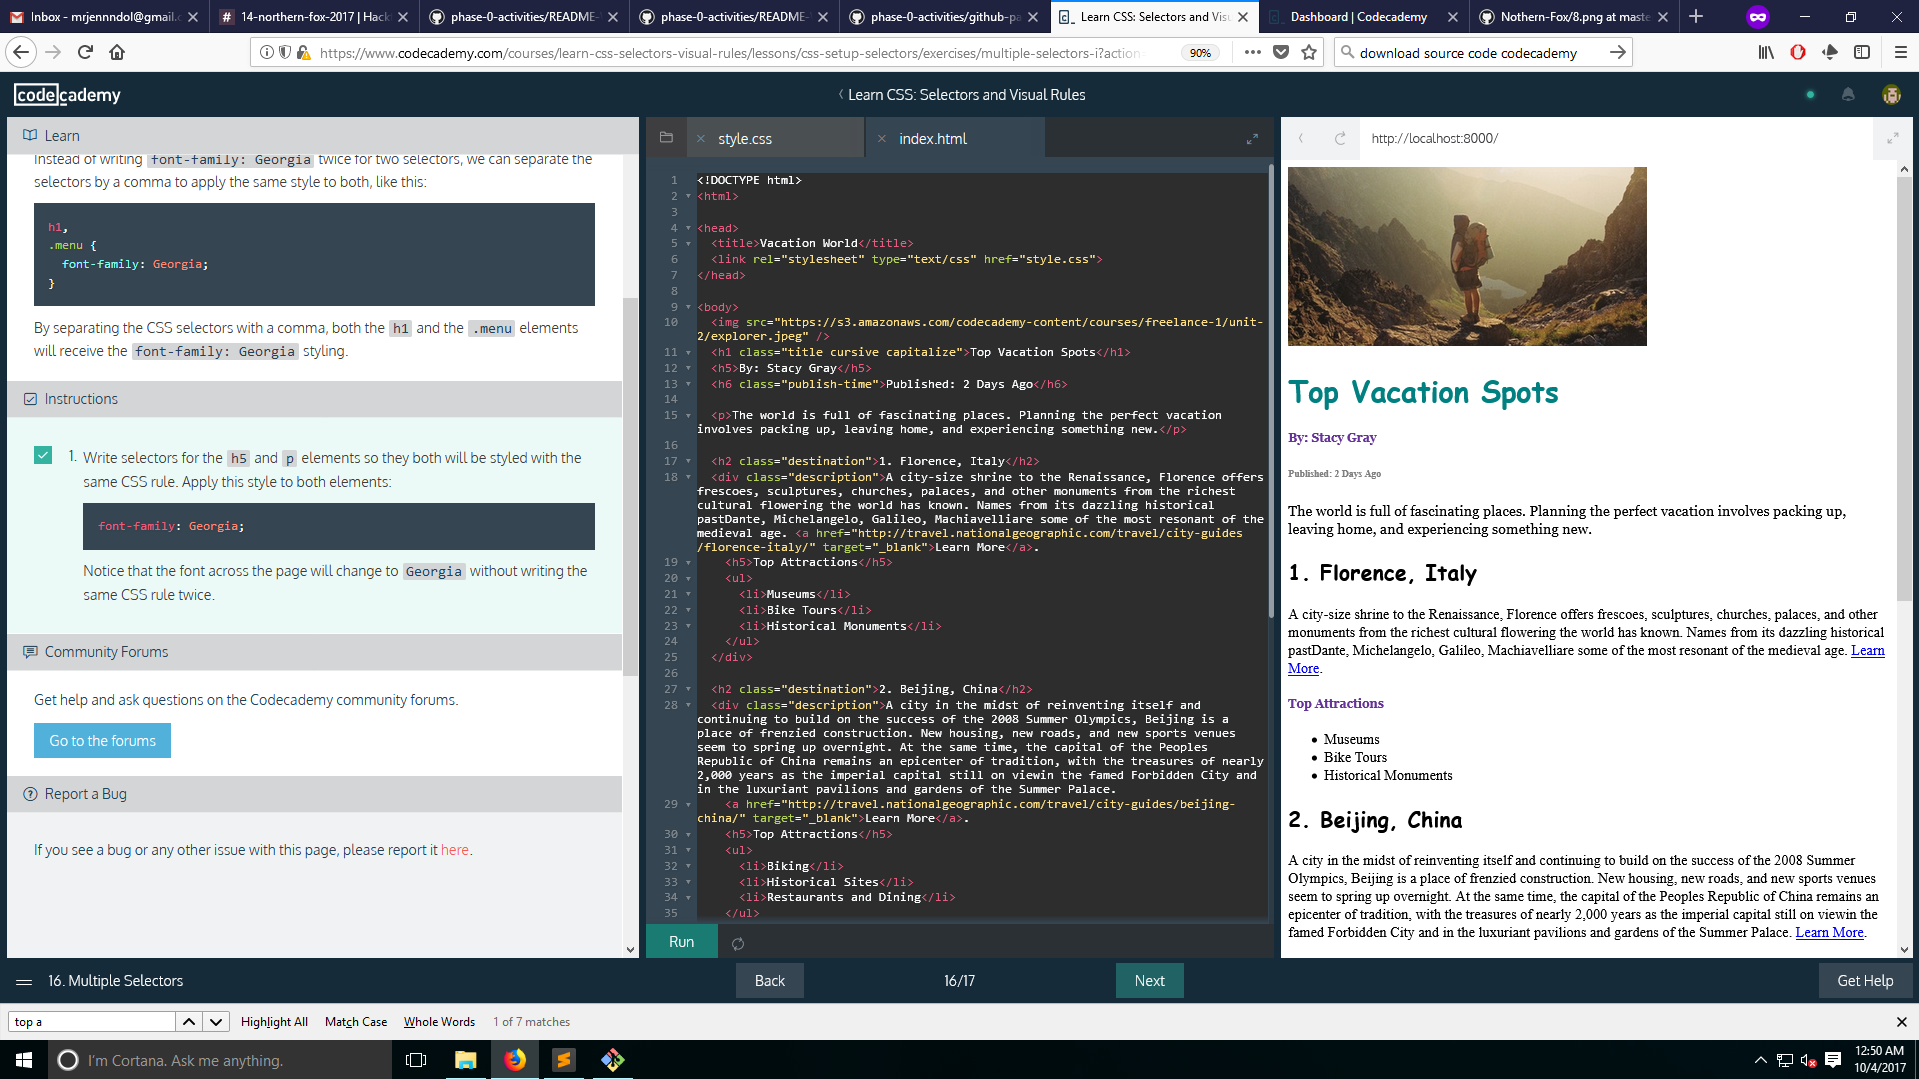 Inbox - mrjennndol@gmail.c
14-northern-fox-2017 | Hack
phase-0-activities/README-
phase-0-activities/README-
phase-0-activities/github-pa
Learn CSS: Selectors and Visu
Dashboard | Codecademy
Nothern-Fox/8.png at maste
https://www.codecademy.com/courses/learn-css-selectors-visual-rules/lessons/css-setup-selectors/exercises/multiple-selectors-i?action
90%
download source code codecademy
codecademy
Learn CSS: Selectors and Visual Rules
Learn
Instead of writing font-family: Georgia twice for two selectors, we can separate the
selectors by a comma to apply the same style to both, like this:
h1,
.menu {
font-family: Georgia;
}
By separating the CSS selectors with a comma, both the h1 and the .menu elements
will receive the font-family: Georgia styling.
Instructions
1. Write selectors for the h5 and p elements so they both will be styled with the
same CSS rule. Apply this style to both elements:
font-family: Georgia;
Notice that the font across the page will change to Georgia without writing the
same CSS rule twice.
Community Forums
Get help and ask questions on the Codecademy community forums.
Go to the forums
Report a Bug
If you see a bug or any other issue with this page, please report it here.
style.css
index.html
1 <!DOCTYPE html>
2 <html>
3
4 <head>
5 <title>Vacation World</title>
6 <link rel="stylesheet" type="text/css" href="style.css">
7 </head>
8
9 <body>
10 <img src="https://s3.amazonaws.com/codecademy-content/courses/freelance-1/unit-
2/explorer.jpeg" />
11 <h1 class="title cursive capitalize">Top Vacation Spots</h1>
12 <h5>By: Stacy Gray</h5>
13 <h6 class="publish-time">Published: 2 Days Ago</h6>
14
15 <p>The world is full of fascinating places. Planning the perfect vacation
involves packing up, leaving home, and experiencing something new.</p>
16
17 <h2 class="destination">1. Florence, Italy</h2>
18 <div class="description">A city-size shrine to the Renaissance, Florence offers
frescoes, sculptures, churches, palaces, and other monuments from the richest
cultural flowering the world has known. Names from its dazzling historical
pastDante, Michelangelo, Galileo, Machiavelliare some of the most resonant of the
medieval age. <a href="http://travel.nationalgeographic.com/travel/city-guides
/florence-italy/" target="_blank">Learn More</a>.
19 <h5>Top Attractions</h5>
20 <ul>
21 <li>Museums</li>
22 <li>Bike Tours</li>
23 <li>Historical Monuments</li>
24 </ul>
25 </div>
26
27 <h2 class="destination">2. Beijing, China</h2>
28 <div class="description">A city in the midst of reinventing itself and
continuing to build on the success of the 2008 Summer Olympics, Beijing is a
place of frenzied construction. New housing, new roads, and new sports venues
seem to spring up overnight. At the same time, the capital of the Peoples
Republic of China remains an epicenter of tradition, with the treasures of nearly
2,000 years as the imperial capital still on viewin the famed Forbidden City and
in the luxuriant pavilions and gardens of the Summer Palace.
29 <a href="http://travel.nationalgeographic.com/travel/city-guides/beijing-
china/" target="_blank">Learn More</a>.
30 <h5>Top Attractions</h5>
31 <ul>
32 <li>Biking</li>
33 <li>Historical Sites</li>
34 <li>Restaurants and Dining</li>
35 </ul>
Run
http://localhost:8000/
Top Vacation Spots
By: Stacy Gray
Published: 2 Days Ago
The world is full of fascinating places. Planning the perfect vacation involves packing up,
leaving home, and experiencing something new.
1. Florence, Italy
A city-size shrine to the Renaissance, Florence offers frescoes, sculptures, churches, palaces, and other
monuments from the richest cultural flowering the world has known. Names from its dazzling historical
pastDante, Michelangelo, Galileo, Machiavelliare some of the most resonant of the medieval age. Learn
More.
Top Attractions
Museums
Bike Tours
Historical Monuments
2. Beijing, China
A city in the midst of reinventing itself and continuing to build on the success of the 2008 Summer
Olympics, Beijing is a place of frenzied construction. New housing, new roads, and new sports venues
seem to spring up overnight. At the same time, the capital of the Peoples Republic of China remains an
epicenter of tradition, with the treasures of nearly 2,000 years as the imperial capital still on viewin the
famed Forbidden City and in the luxuriant pavilions and gardens of the Summer Palace. Learn More.
16. Multiple Selectors
Back
16/17
Next
Get Help
top a
Highlight All
Match Case
Whole Words
1 of 7 matches
I'm Cortana. Ask me anything.
12:50 AM
10/4/2017